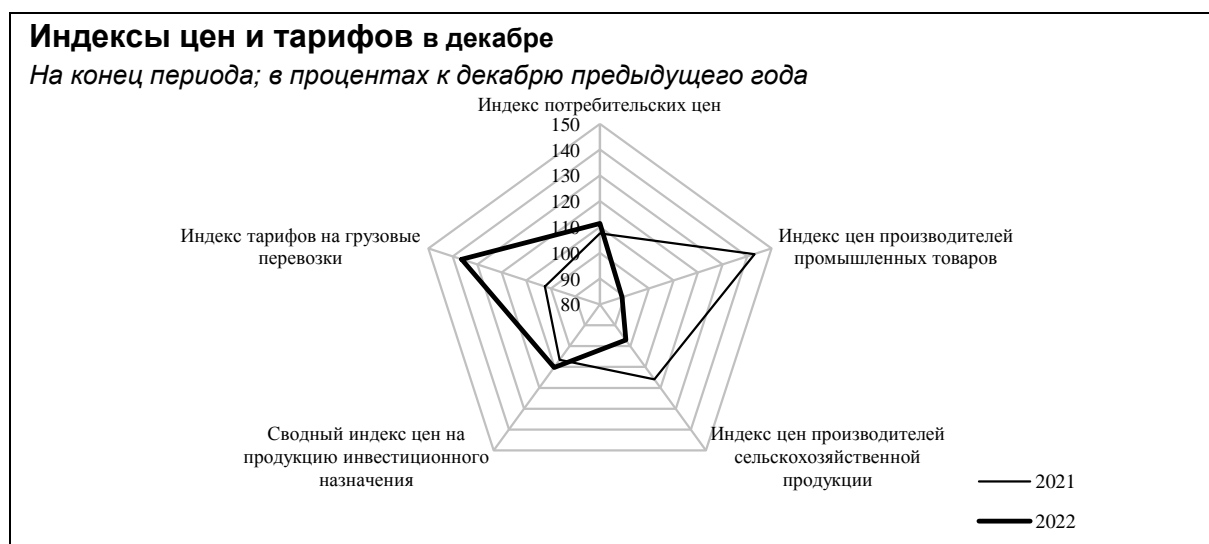 Индексы цен и тарифов в декабре
На конец периода; в процентах к декабрю предыдущего года
Индекс потребительских цен
150
140
130
120
110
100
90
80
Индекс тарифов на грузовые
перевозки
Индекс цен производителей
промышленных товаров
Сводный индекс цен на
продукцию инвестиционного
назначения
Индекс цен производителей
сельскохозяйственной
продукции
2021
2022